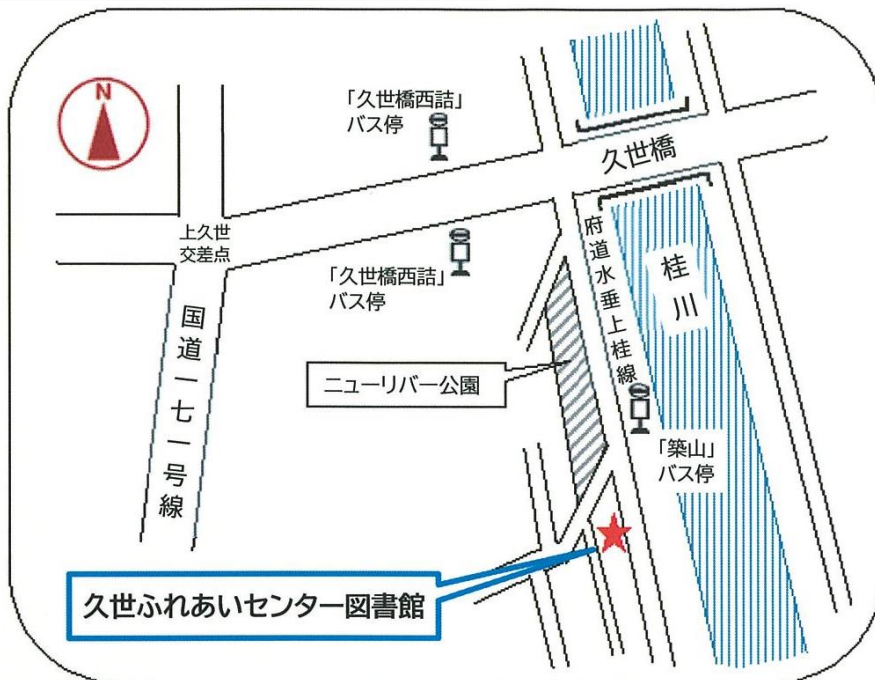 N
「久世橋西詰」
バス停
久世橋
上久世
交差点
「久世橋西詰」
バス停
府道水垂上桂線
桂川
国道一七一号線
ニューリバー公園
「築山」
バス停
久世ふれあいセンター図書館